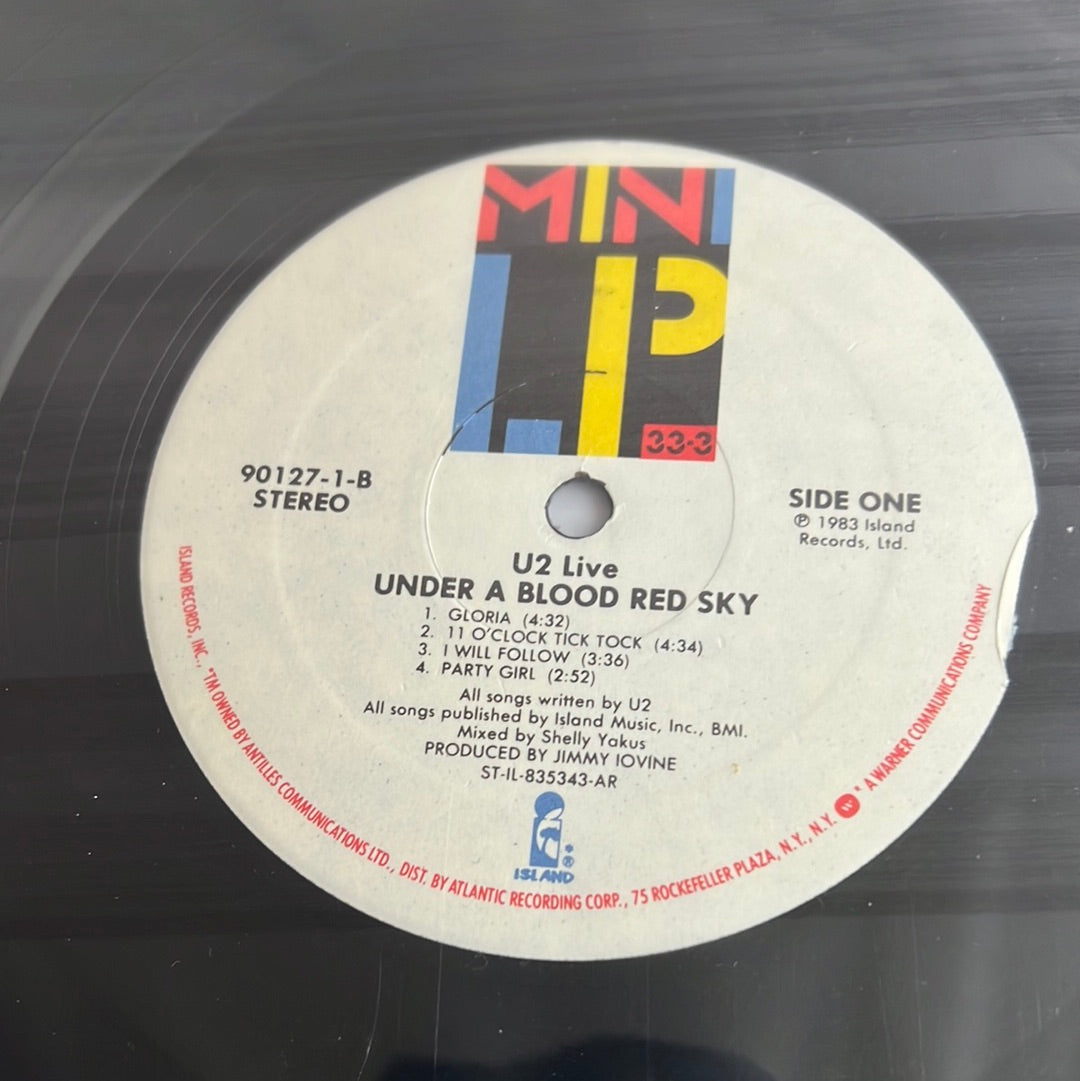 MINI
LP
33-3
90127-1-B
STEREO
SIDE ONE
℗ 1983 Island
Records, Ltd.
U2 Live
UNDER A BLOOD RED SKY
1. GLORIA (4:32)
2. 11 O'CLOCK TICK TOCK (4:34)
3. I WILL FOLLOW (3:36)
4. PARTY GIRL (2:52)
All songs written by U2
All songs published by Island Music, Inc., BMI.
Mixed by Shelly Yakus
PRODUCED BY JIMMY IOVINE
ST-IL-835343-AR
®
ISLAND
ISLAND RECORDS, INC., *TM OWNED BY ANTILLES COMMUNICATIONS LTD., DIST. BY ATLANTIC RECORDING CORP., 75 ROCKEFELLER PLAZA, N.Y., N.Y. W * A WARNER COMMUNICATIONS COMPANY